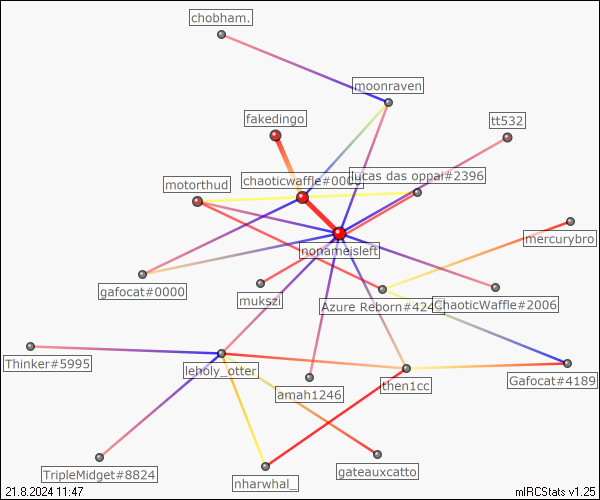 chobham.
moonraven
fakedingo
tt532
lucas das oppai#2396
chaoticwaffle#000
motorthud
mercurybro
nonameisleft
gafocat#0000
mukszi
Azure Reborn#424
ChaoticWaffle#2006
Thinker#5995
leholy_otter
Gafocat#4189
then1cc
amah1246
TripleMidget#8824
gateauxcatto
nharwhal_
21.8.2024 11:47
mIRCStats v1.25